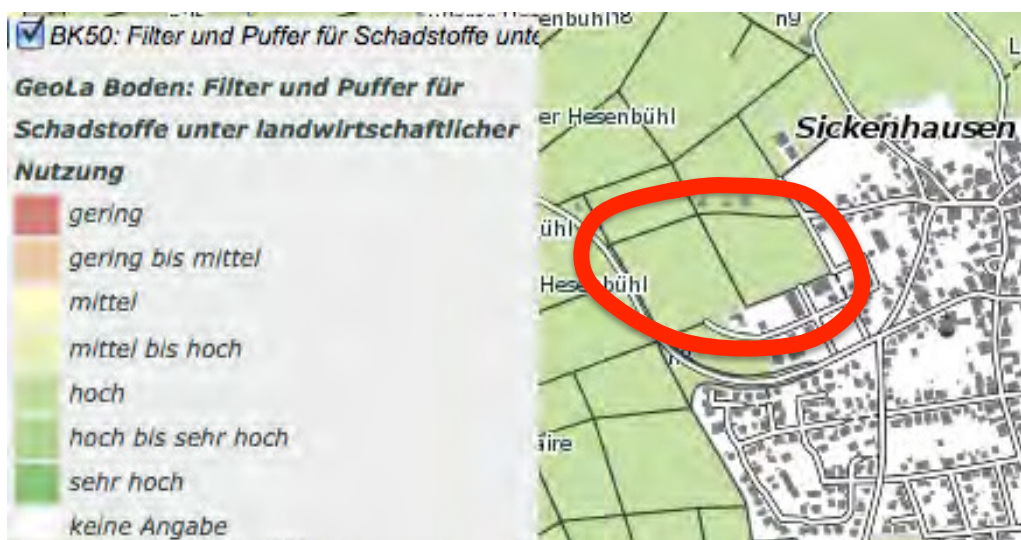 BK50: Filter und Puffer für Schadstoffe unte
GeoLa Boden: Filter und Puffer für
Schadstoffe unter landwirtschaftlicher
Nutzung
gering
gering bis mittel
mittel
mittel bis hoch
hoch
hoch bis sehr hoch
sehr hoch
keine Angabe
enbühl
er Hesenbühl
Sickenhausen
ühl
Hesenbühl
aire